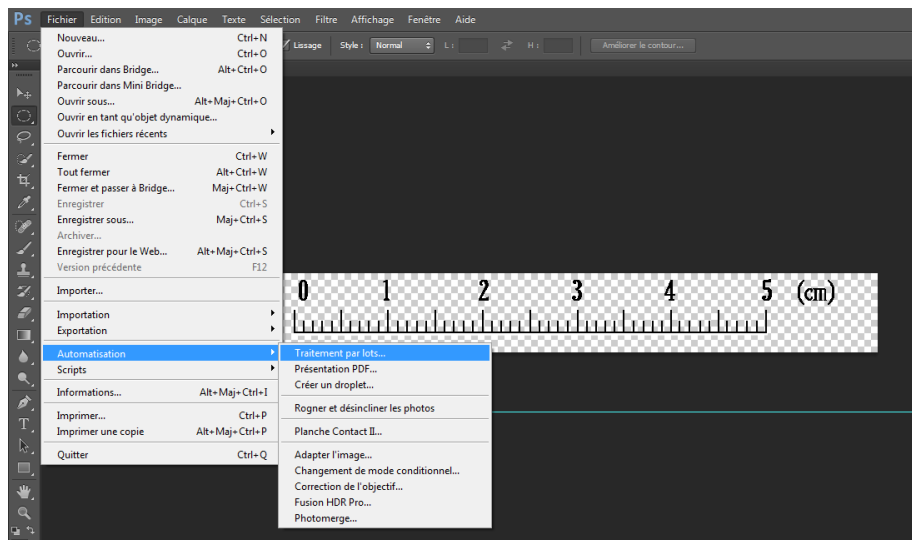 Ps Fichier Edition Image Calque Texte Sélection Filtre Affichage Fenêtre Aide
Lissage Style : Normal L : H : Améliorer le contour...
Nouveau... Ctrl+N
Ouvrir... Ctrl+O
Parcourir dans Bridge... Alt+Ctrl+O
Parcourir dans Mini Bridge...
Ouvrir sous... Alt+Maj+Ctrl+O
Ouvrir en tant qu'objet dynamique...
Ouvrir les fichiers récents
Fermer Ctrl+W
Tout fermer Alt+Ctrl+W
Fermer et passer à Bridge... Maj+Ctrl+W
Enregistrer Ctrl+S
Enregistrer sous... Maj+Ctrl+S
Archiver...
Enregistrer pour le Web... Alt+Maj+Ctrl+S
Version précédente F12
Importer...
Importation
Exportation
Automatisation
Scripts
Informations... Alt+Maj+Ctrl+I
Imprimer... Ctrl+P
Imprimer une copie Alt+Maj+Ctrl+P
Quitter Ctrl+Q
0 1 2 3 4 5 (cm)
Traitement par lots...
Présentation PDF...
Créer un droplet...
Rogner et désincliner les photos
Planche Contact II...
Adapter l'image...
Changement de mode conditionnel...
Correction de l'objectif...
Fusion HDR Pro...
Photomerge...